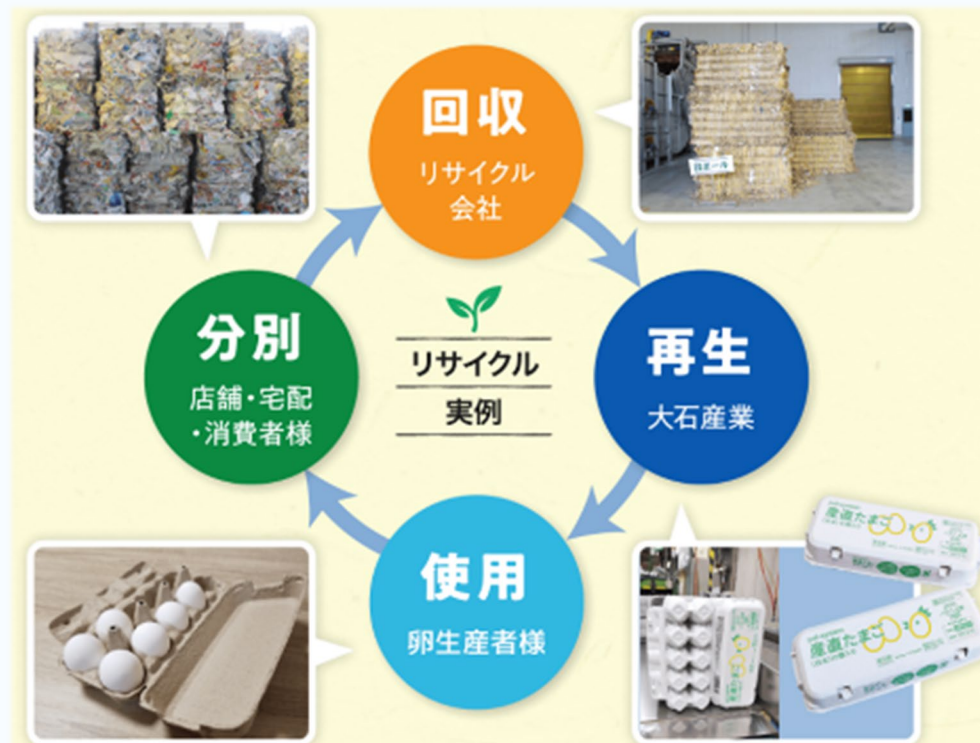 回収
リサイクル
会社
分別
店舗・宅配
・消費者様
リサイクル
実例
再生
大石産業
使用
卵生産者様
産直たまご
産直たまご